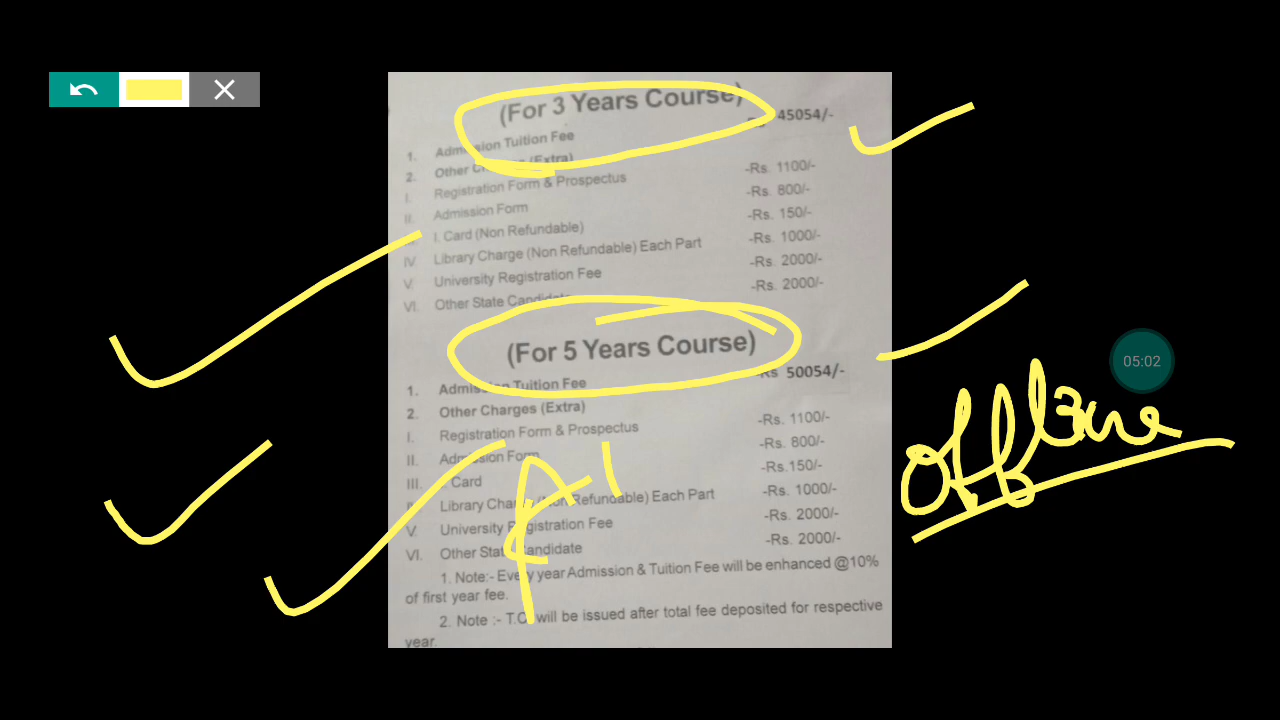 (For 3 Years Course)
1. Admission Tuition Fee Rs 45054/-
2. Other Charges (Extra)
I. Registration Form & Prospectus -Rs. 1100/-
II. Admission Form -Rs. 800/-
I. Card (Non Refundable) -Rs. 150/-
IV. Library Charge (Non Refundable) Each Part -Rs. 1000/-
V. University Registration Fee -Rs. 2000/-
VI. Other State Candidate -Rs. 2000/-
(For 5 Years Course)
1. Admission Tuition Fee -Rs 50054/-
2. Other Charges (Extra)
I. Registration Form & Prospectus -Rs. 1100/-
II. Admission Form -Rs. 800/-
III. Card -Rs.150/-
Library Charge (Non Refundable) Each Part -Rs. 1000/-
V. University Registration Fee -Rs. 2000/-
VI. Other State Candidate -Rs. 2000/-
1. Note:- Every year Admission & Tuition Fee will be enhanced @10%
of first year fee.
2. Note :- T.C. will be issued after total fee deposited for respective
year.
05:02
offline